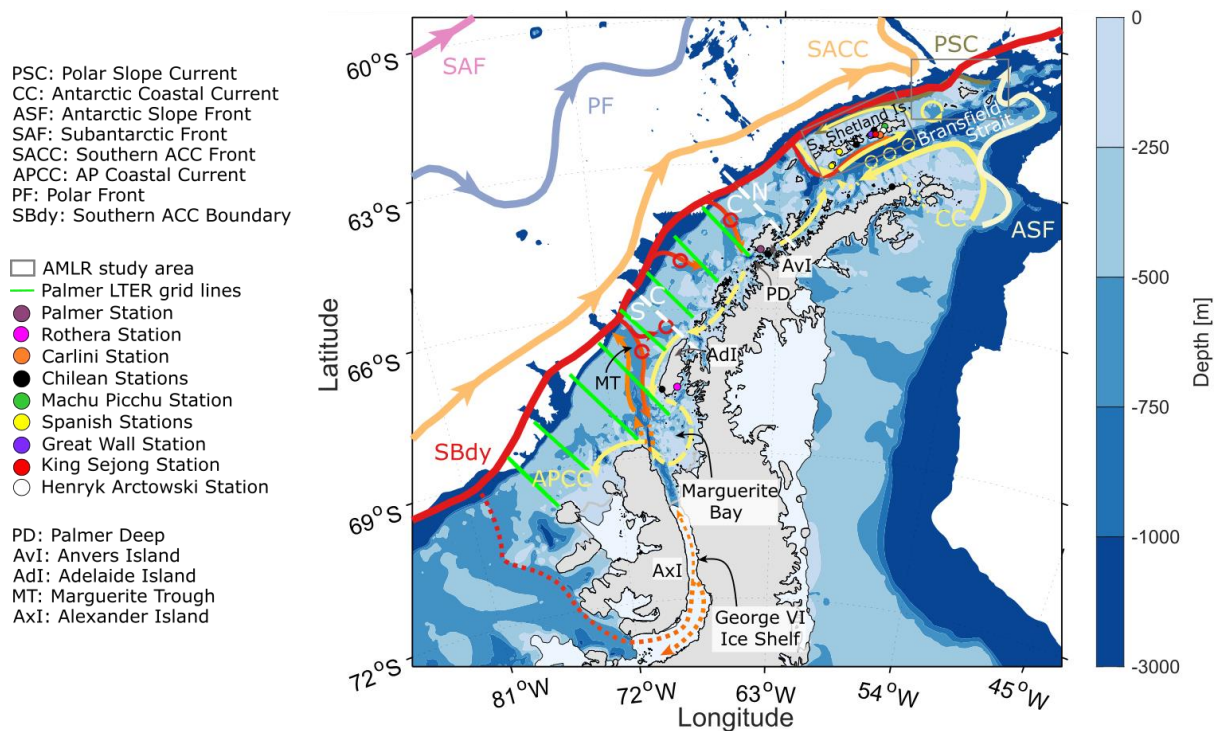 PSC: Polar Slope Current
CC: Antarctic Coastal Current
ASF: Antarctic Slope Front
SAF: Subantarctic Front
SACC: Southern ACC Front
APCC: AP Coastal Current
PF: Polar Front
SBdy: Southern ACC Boundary
AMLR study area
Palmer LTER grid lines
Palmer Station
Rothera Station
Carlini Station
Chilean Stations
Machu Picchu Station
Spanish Stations
Great Wall Station
King Sejong Station
Henryk Arctowski Station
PD: Palmer Deep
AvI: Anvers Island
AdI: Adelaide Island
MT: Marguerite Trough
AxI: Alexander Island
Latitude
60°S
63°S
66°S
69°S
72°S
SAF
PF
SACC
PSC
S. Shetland Is.
Bransfield
Strait
CC
ASF
N
C
AvI
PD
C
S
AdI
MT
SBdy
APCC
Marguerite
Bay
AxI
George VI
Ice Shelf
81°W
72°W
63°W
54°W
45°W
Longitude
0
-250
-500
-750
-1000
-3000
Depth [m]